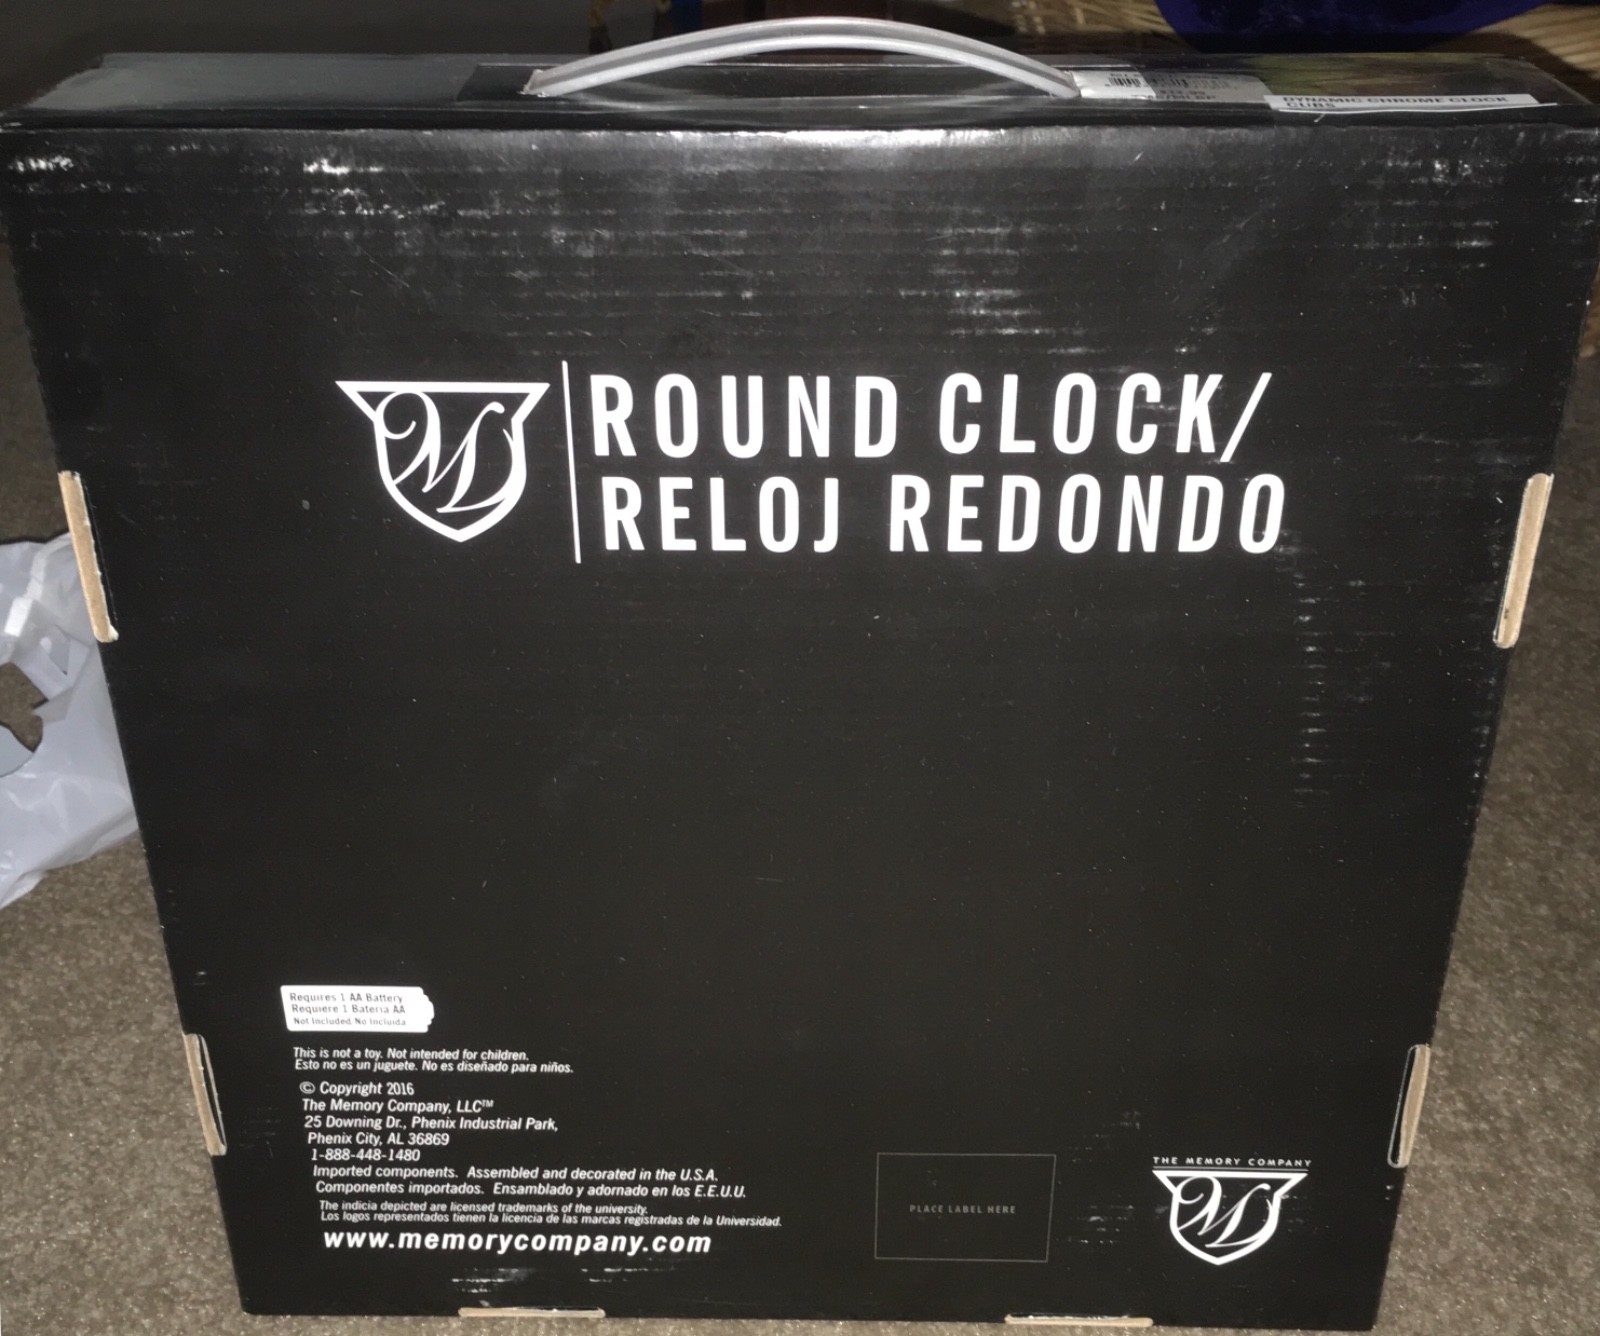 DYNAMIC CHROME CLOCK
CUBS
ROUND CLOCK/
RELOJ REDONDO
Requires 1 AA Battery
Requiere 1 Bateria AA
Not Included No Incluida
This is not a toy. Not intended for children.
Esto no es un juguete. No es diseñado para niños.
© Copyright 2016
The Memory Company, LLC™
25 Downing Dr., Phenix Industrial Park,
Phenix City, AL 36869
1-888-448-1480
Imported components. Assembled and decorated in the U.S.A.
Componentes importados. Ensamblado y adornado en los E.E.U.U.
The indicia depicted are licensed trademarks of the university.
Los logos representados tienen la licencia de las marcas registradas de la Universidad.
www.memorycompany.com
PLACE LABEL HERE
THE MEMORY COMPANY
M